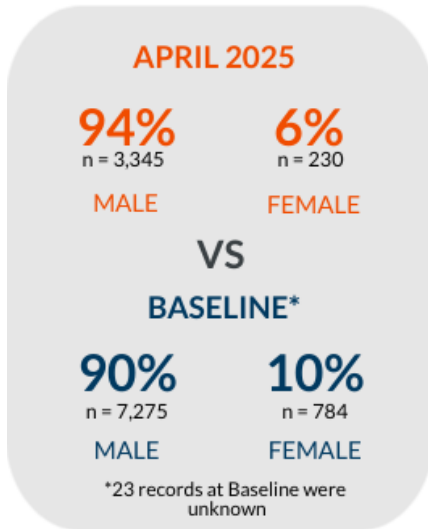 APRIL 2025
94% 6%
n = 3,345 n = 230
MALE FEMALE
VS
BASELINE*
90% 10%
n = 7,275 n = 784
MALE FEMALE
*23 records at Baseline were
unknown